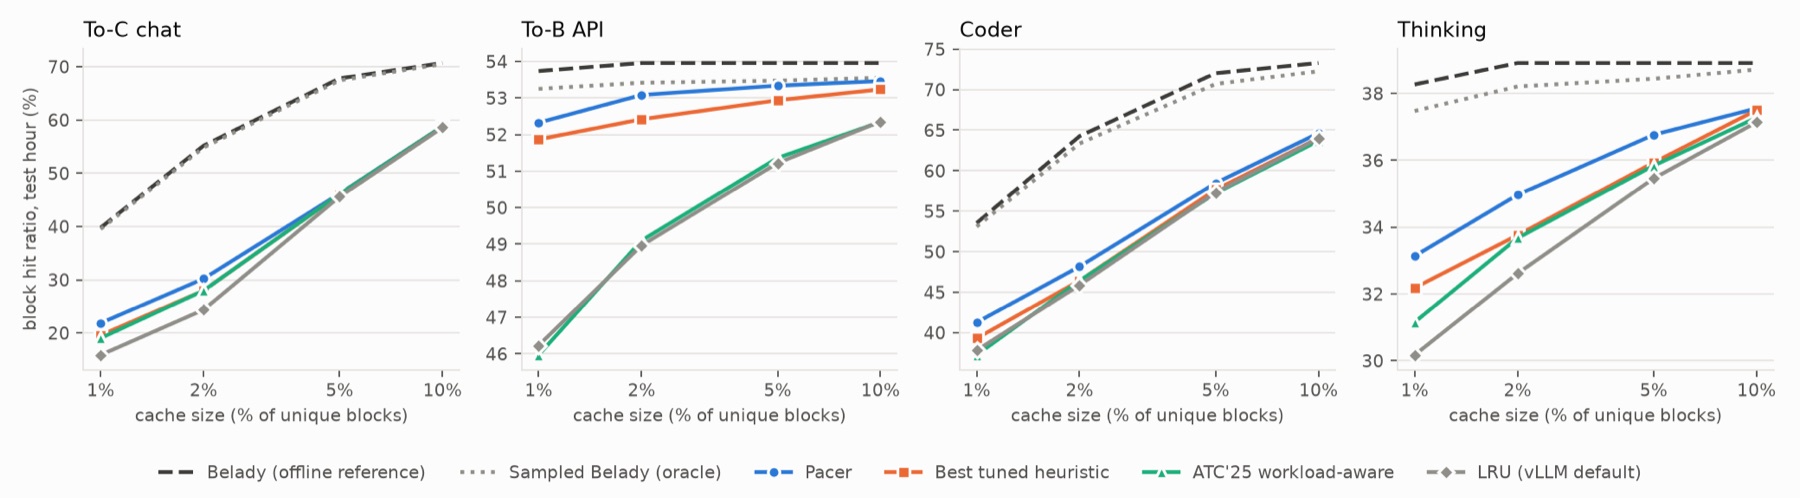 To-C chat
To-B API
Coder
Thinking
block hit ratio, test hour (%)
70
60
50
40
30
20
1% 2% 5% 10%
cache size (% of unique blocks)
54
53
52
51
50
49
48
47
46
1% 2% 5% 10%
cache size (% of unique blocks)
75
70
65
60
55
50
45
40
1% 2% 5% 10%
cache size (% of unique blocks)
38
36
34
32
30
1% 2% 5% 10%
cache size (% of unique blocks)
Belady (offline reference) Sampled Belady (oracle) Pacer Best tuned heuristic ATC'25 workload-aware LRU (vLLM default)